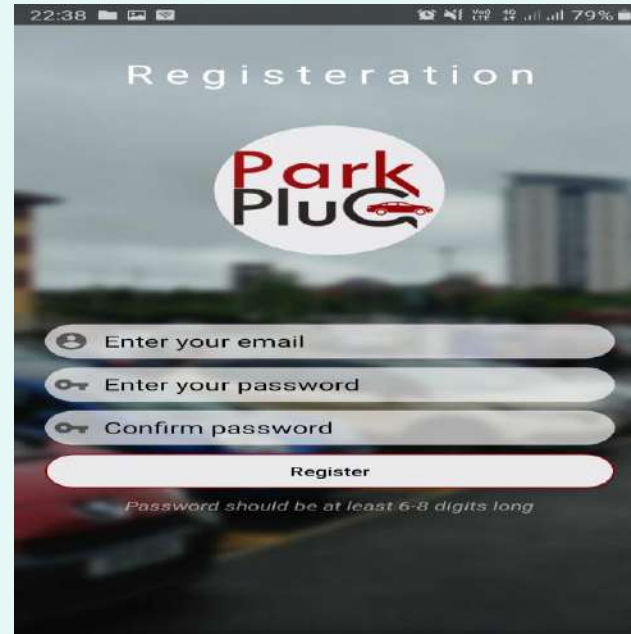 22:38 79%
Registeration
Park
PluG
Enter your email
Enter your password
Confirm password
Register
Password should be at least 6-8 digits long